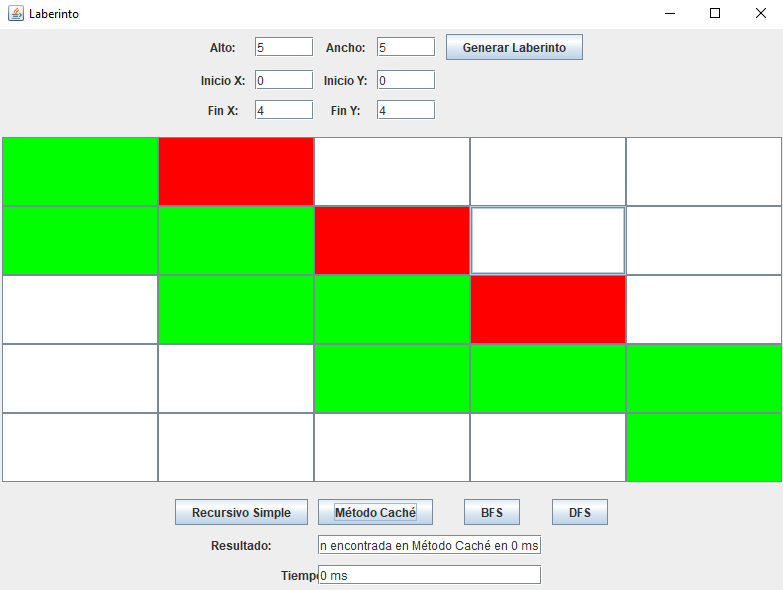 Laberinto
Alto: 5 Ancho: 5 Generar Laberinto
Inicio X: 0 Inicio Y: 0
Fin X: 4 Fin Y: 4
Recursivo Simple Método Caché BFS DFS
Resultado: n encontrada en Método Caché en 0 ms
Tiempo 0 ms